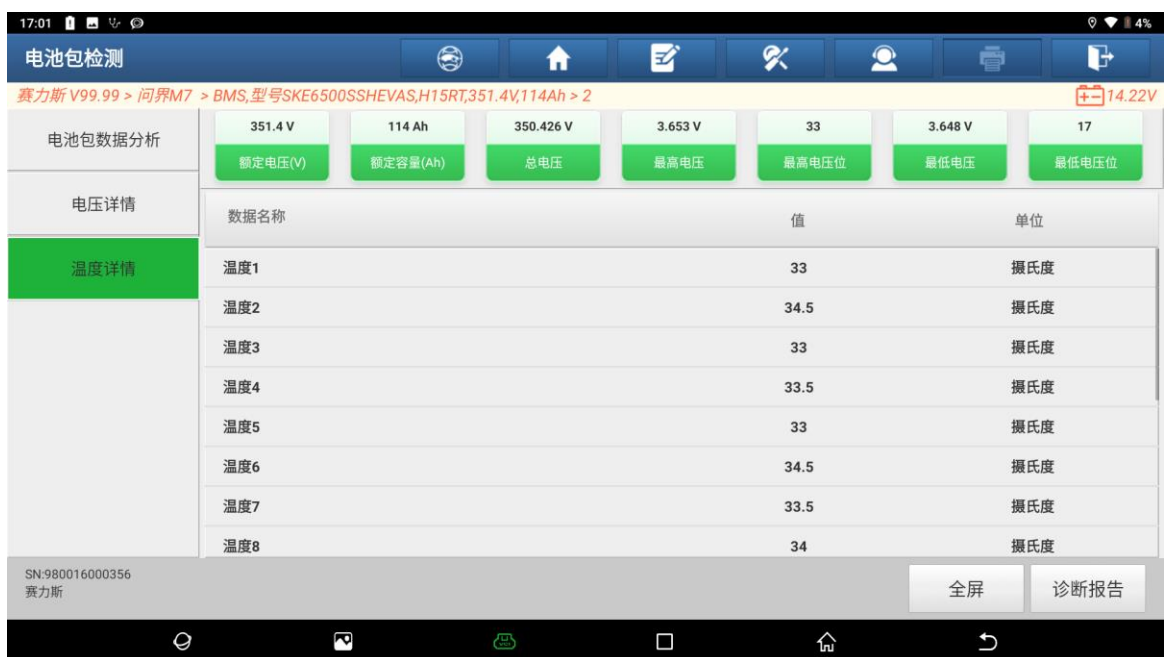 17:01
4%
电池包检测
赛力斯 V99.99 > 问界M7 > BMS,型号SKE6500SSHEVAS,H15RT,351.4V,114Ah > 2
14.22V
电池包数据分析
电压详情
温度详情
351.4 V 114 Ah 350.426 V 3.653 V 33 3.648 V 17
额定电压(V) 额定容量(Ah) 总电压 最高电压 最高电压位 最低电压 最低电压位
数据名称 值 单位
温度1 33 摄氏度
温度2 34.5 摄氏度
温度3 33 摄氏度
温度4 33.5 摄氏度
温度5 33 摄氏度
温度6 34.5 摄氏度
温度7 33.5 摄氏度
温度8 34 摄氏度
SN:980016000356
赛力斯
全屏 诊断报告